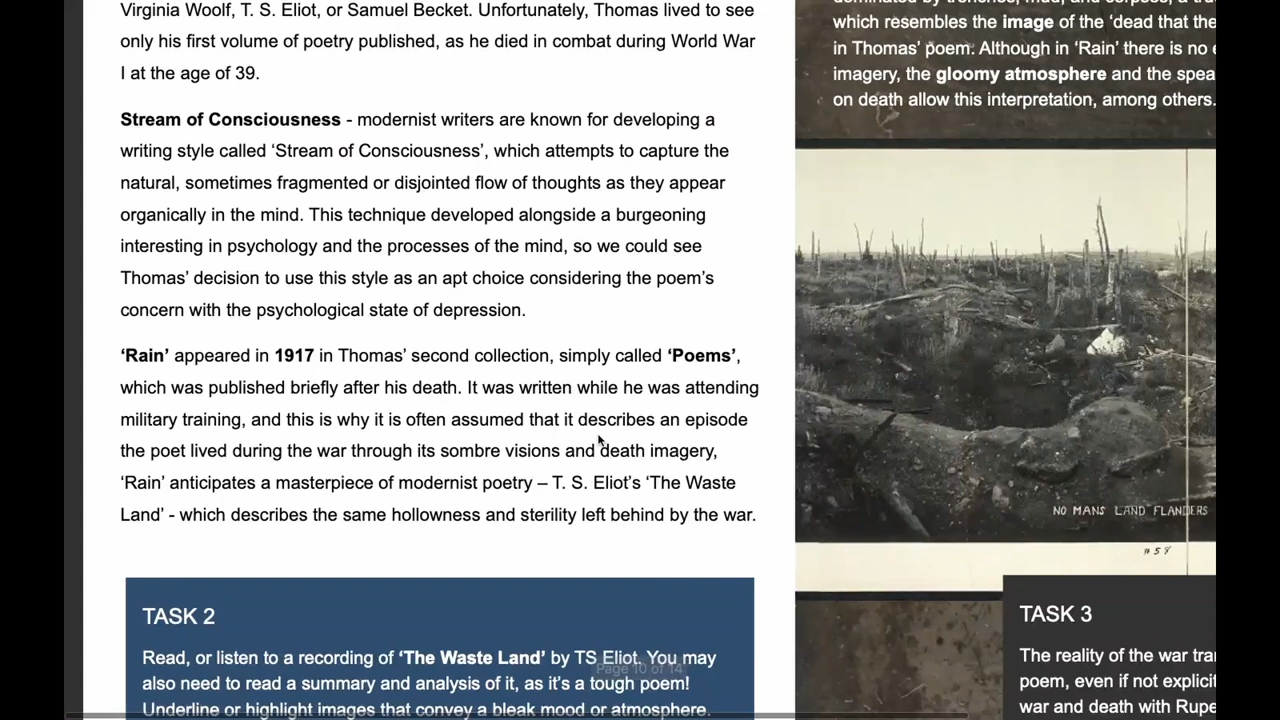 Virginia Woolf, T. S. Eliot, or Samuel Becket. Unfortunately, Thomas lived to see
only his first volume of poetry published, as he died in combat during World War
I at the age of 39.
Stream of Consciousness - modernist writers are known for developing a
writing style called ‘Stream of Consciousness’, which attempts to capture the
natural, sometimes fragmented or disjointed flow of thoughts as they appear
organically in the mind. This technique developed alongside a burgeoning
interesting in psychology and the processes of the mind, so we could see
Thomas’ decision to use this style as an apt choice considering the poem’s
concern with the psychological state of depression.
‘Rain’ appeared in 1917 in Thomas’ second collection, simply called ‘Poems’,
which was published briefly after his death. It was written while he was attending
military training, and this is why it is often assumed that it describes an episode
the poet lived during the war through its sombre visions and death imagery,
‘Rain’ anticipates a masterpiece of modernist poetry – T. S. Eliot’s ‘The Waste
Land’ - which describes the same hollowness and sterility left behind by the war.
TASK 2
Read, or listen to a recording of ‘The Waste Land’ by TS Eliot. You may
also need to read a summary and analysis of it, as it’s a tough poem!
Underline or highlight images that convey a bleak mood or atmosphere.
Page 10 of 14
which resembles the image of the ‘dead that the
in Thomas’ poem. Although in ‘Rain’ there is no
imagery, the gloomy atmosphere and the spea
on death allow this interpretation, among others.
NO MANS LAND FLANDERS
#58
TASK 3
The reality of the war tra
poem, even if not explicit
war and death with Rupe